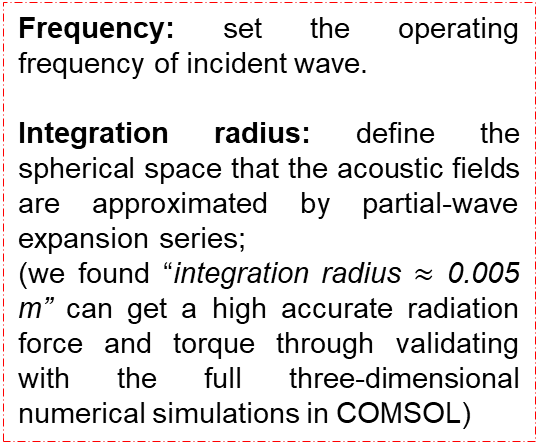 Frequency: set the operating
frequency of incident wave.
Integration radius: define the
spherical space that the acoustic fields
are approximated by partial-wave
expansion series;
(we found “integration radius ≈ 0.005
m” can get a high accurate radiation
force and torque through validating
with the full three-dimensional
numerical simulations in COMSOL)